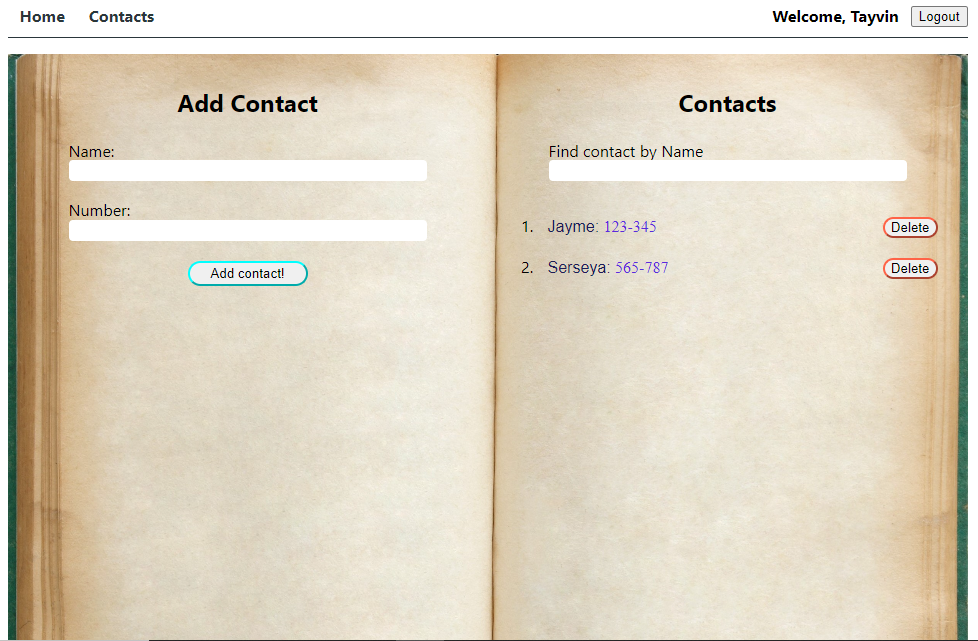 Home Contacts Welcome, Tayvin Logout
Add Contact
Name:
Number:
Add contact!
Contacts
Find contact by Name
1. Jayme: 123-345 Delete
2. Serseya: 565-787 Delete